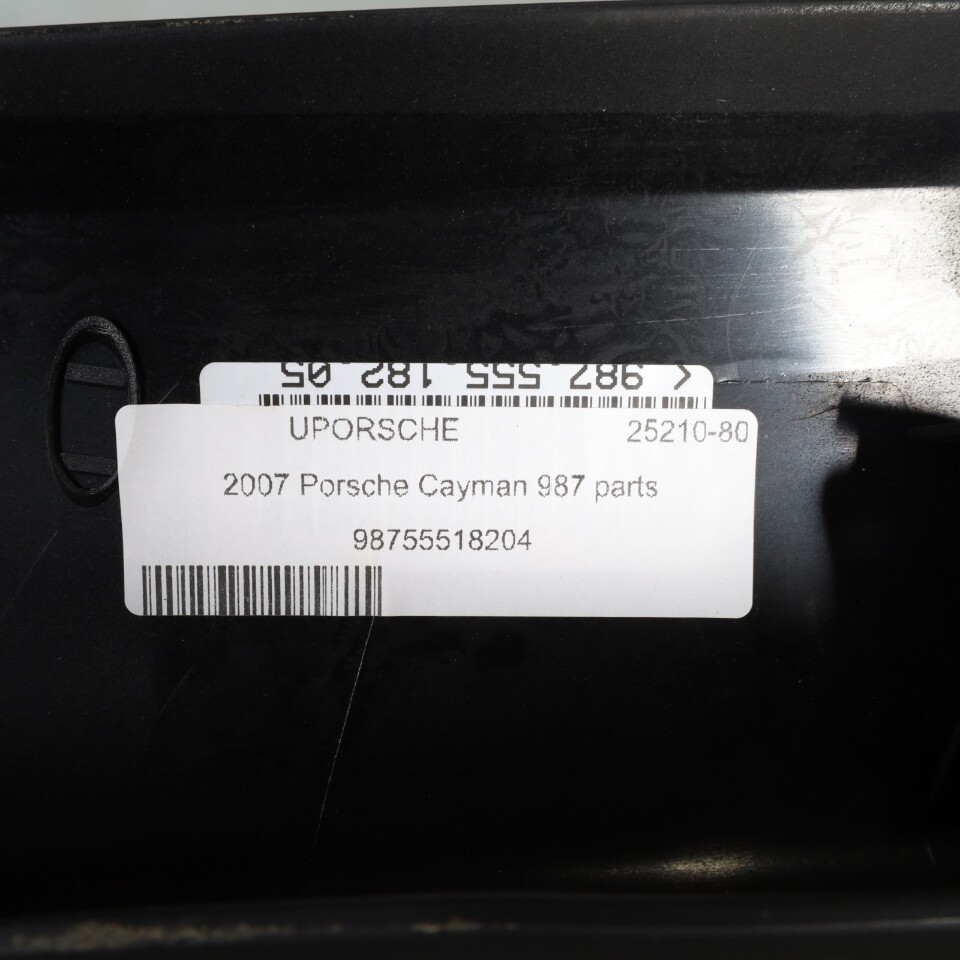 < 987.555.182.05
UPORSCHE 25210-80
2007 Porsche Cayman 987 parts
98755518204